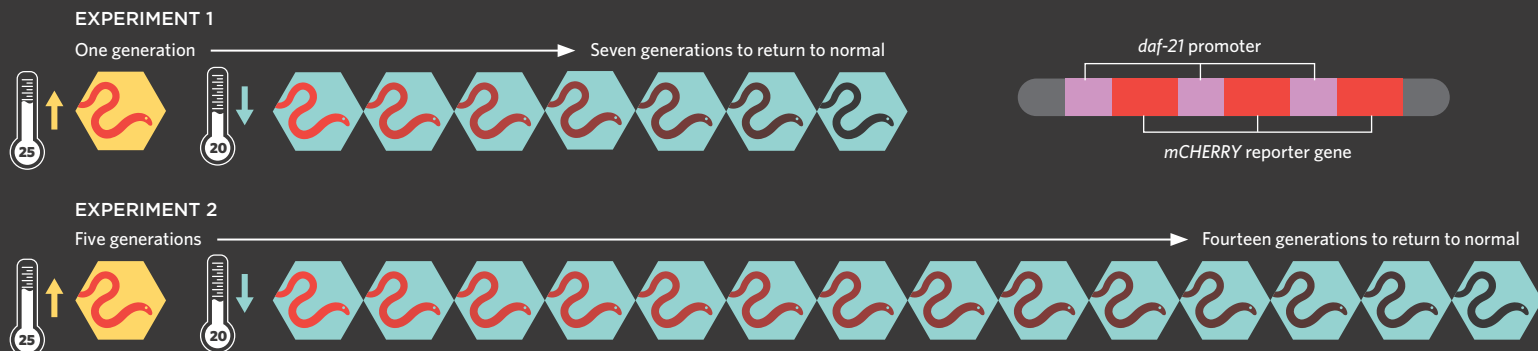 EXPERIMENT 1
One generation
Seven generations to return to normal
25
20
daf-21 promoter
mCHERRY reporter gene
EXPERIMENT 2
Five generations
Fourteen generations to return to normal
25
20